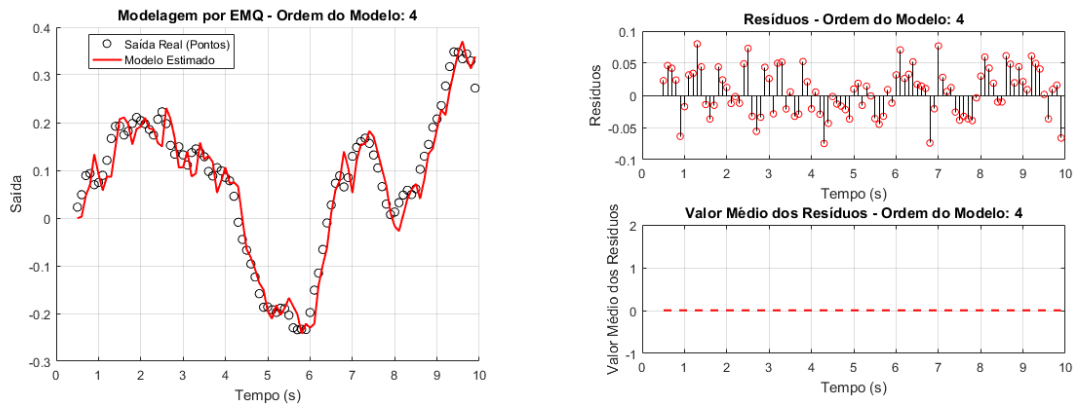 Modelagem por EMQ - Ordem do Modelo: 4
Saída Real (Pontos)
Modelo Estimado
0.4
0.3
0.2
0.1
0
-0.1
-0.2
-0.3
Saída
0 1 2 3 4 5 6 7 8 9 10
Tempo (s)
Resíduos - Ordem do Modelo: 4
0.1
0.05
0
-0.05
-0.1
Resíduos
0 1 2 3 4 5 6 7 8 9 10
Tempo (s)
Valor Médio dos Resíduos - Ordem do Modelo: 4
2
1
0
-1
Valor Médio dos Resíduos
0 1 2 3 4 5 6 7 8 9 10
Tempo (s)